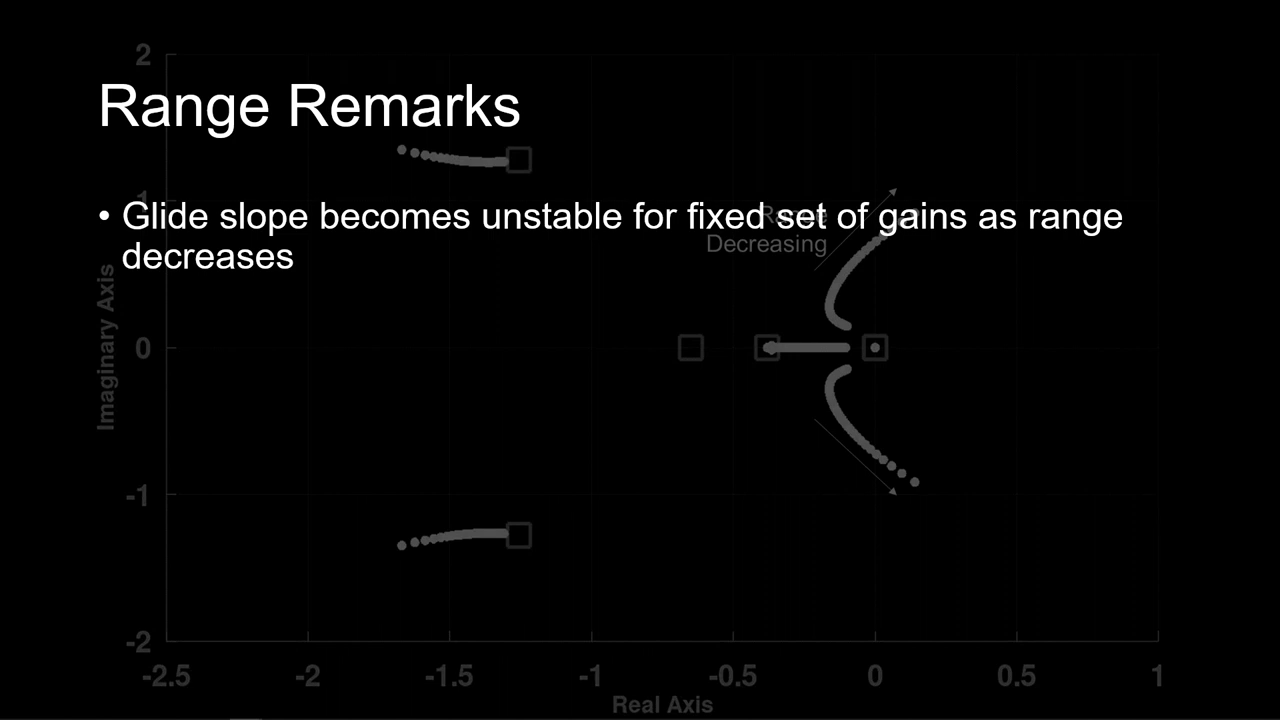 2
Range Remarks
1
• Glide slope becomes unstable for fixed set of gains as range
decreases
Range
Decreasing
Imaginary Axis
0
-1
-2
-2.5 -2 -1.5 -1 -0.5 0 0.5 1
Real Axis